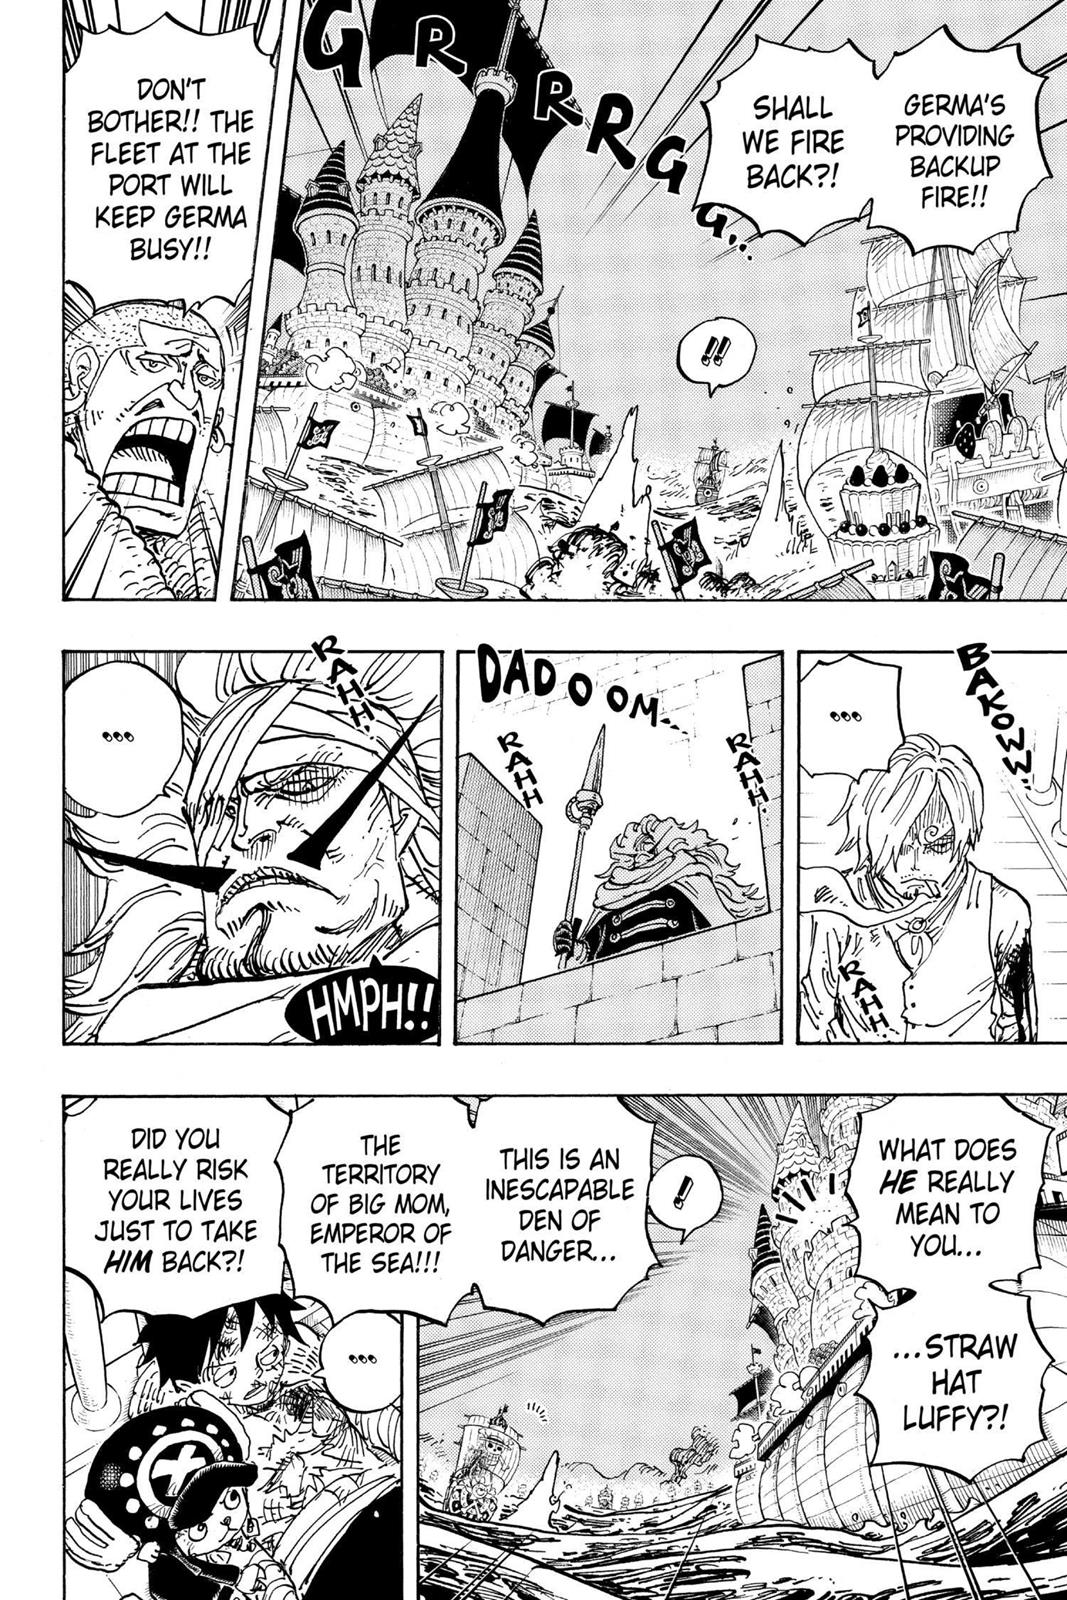 GERMA'S
PROVIDING
BACKUP
FIRE!!
SHALL
WE FIRE
BACK?!
GRRRGG...
!!
DON'T
BOTHER!! THE
FLEET AT THE
PORT WILL
KEEP GERMA
BUSY!!
BAKOWW...
...
RAHH..
DADOOM...
RAHH..
RAHH
RAHH..
...
HMPH!!
WHAT DOES
HE REALLY
MEAN TO
YOU...
...STRAW
HAT
LUFFY?!
!
THIS IS AN
INESCAPABLE
DEN OF
DANGER...
THE
TERRITORY
OF BIG MOM,
EMPEROR OF
THE SEA!!!
DID YOU
REALLY RISK
YOUR LIVES
JUST TO TAKE
HIM BACK?!
...